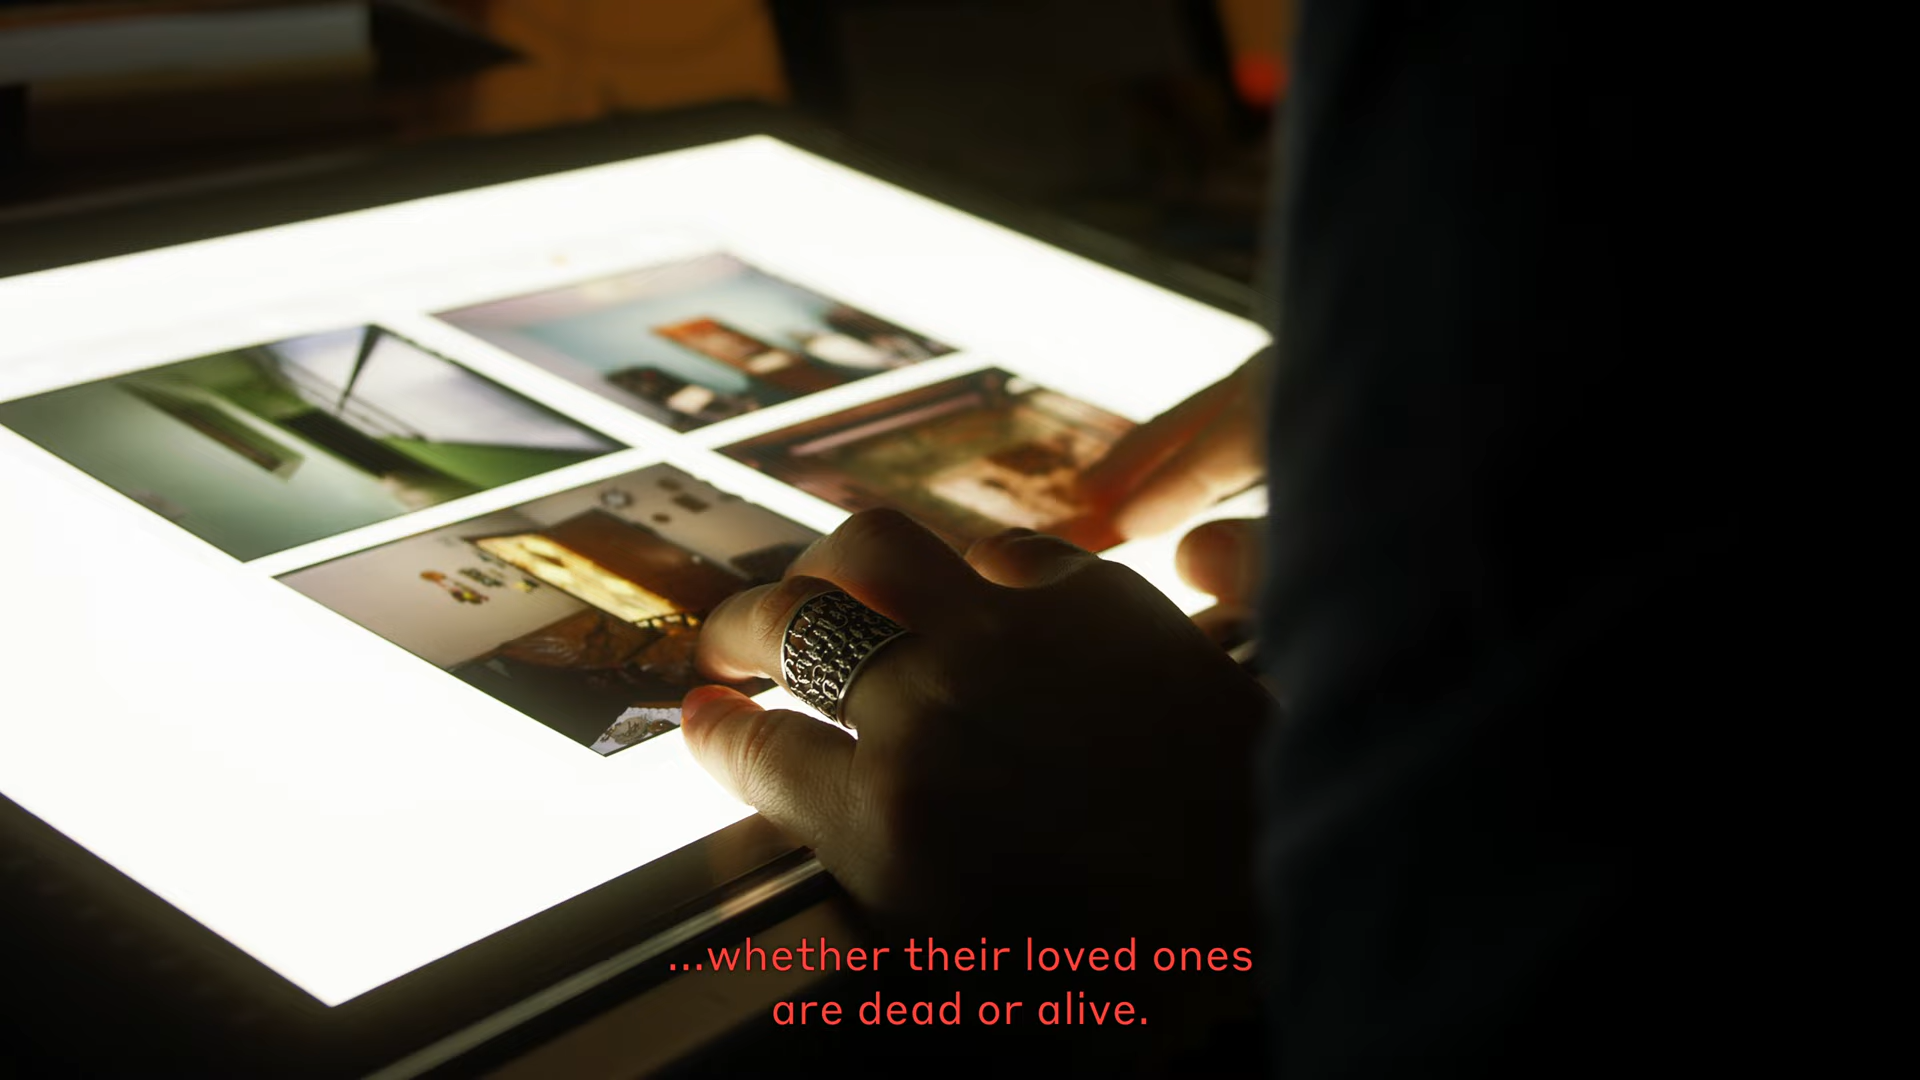 ...whether their loved ones
are dead or alive.